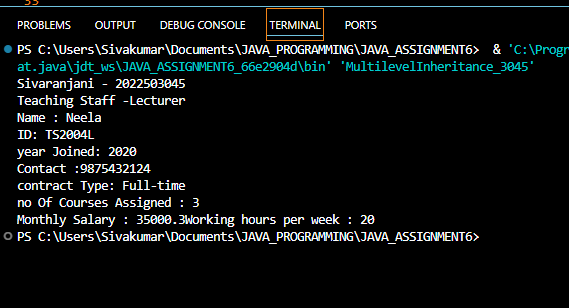 PROBLEMS OUTPUT DEBUG CONSOLE TERMINAL PORTS
PS C:\Users\Sivakumar\Documents\JAVA_PROGRAMMING\JAVA_ASSIGNMENT6> & 'C:\Progr
at.java\jdt_ws\JAVA_ASSIGNMENT6_66e2904d\bin' 'MultilevelInheritance_3045'
Sivaranjani - 2022503045
Teaching Staff -Lecturer
Name : Neela
ID: TS2004L
year Joined: 2020
Contact :9875432124
contract Type: Full-time
no Of Courses Assigned : 3
Monthly Salary : 35000.3Working hours per week : 20
PS C:\Users\Sivakumar\Documents\JAVA_PROGRAMMING\JAVA_ASSIGNMENT6>